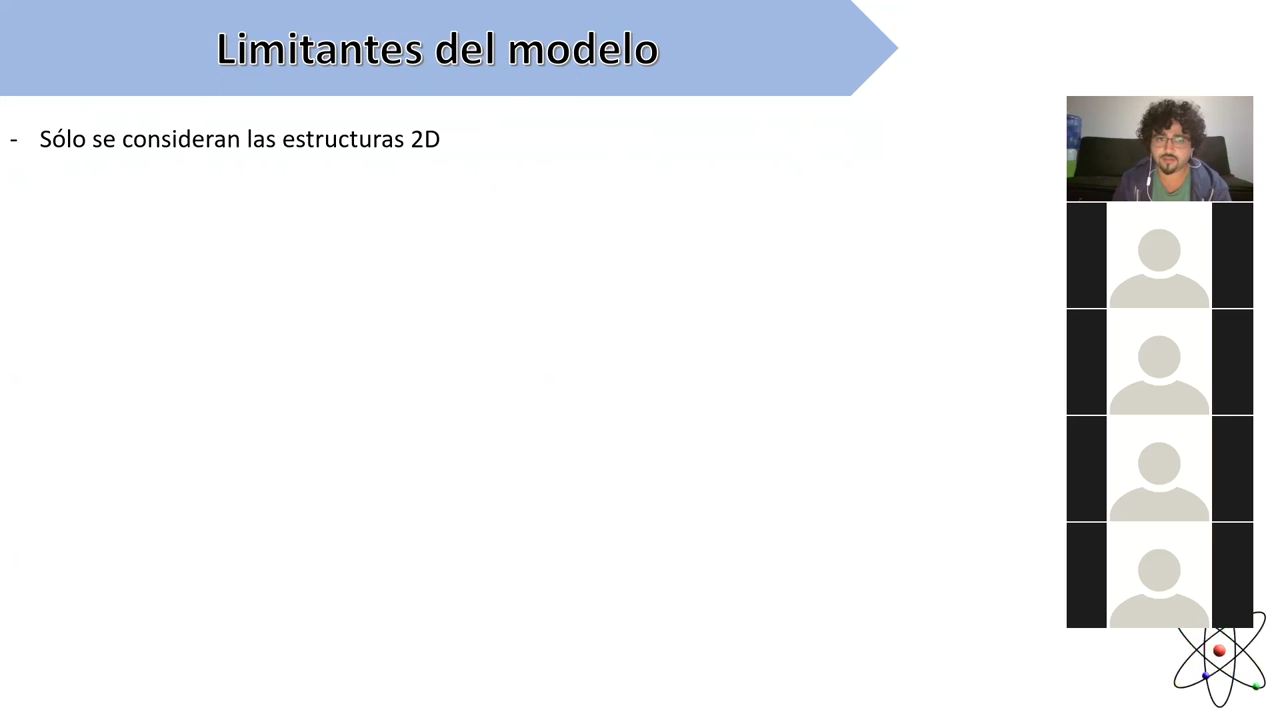 Limitantes del modelo
- Sólo se consideran las estructuras 2D